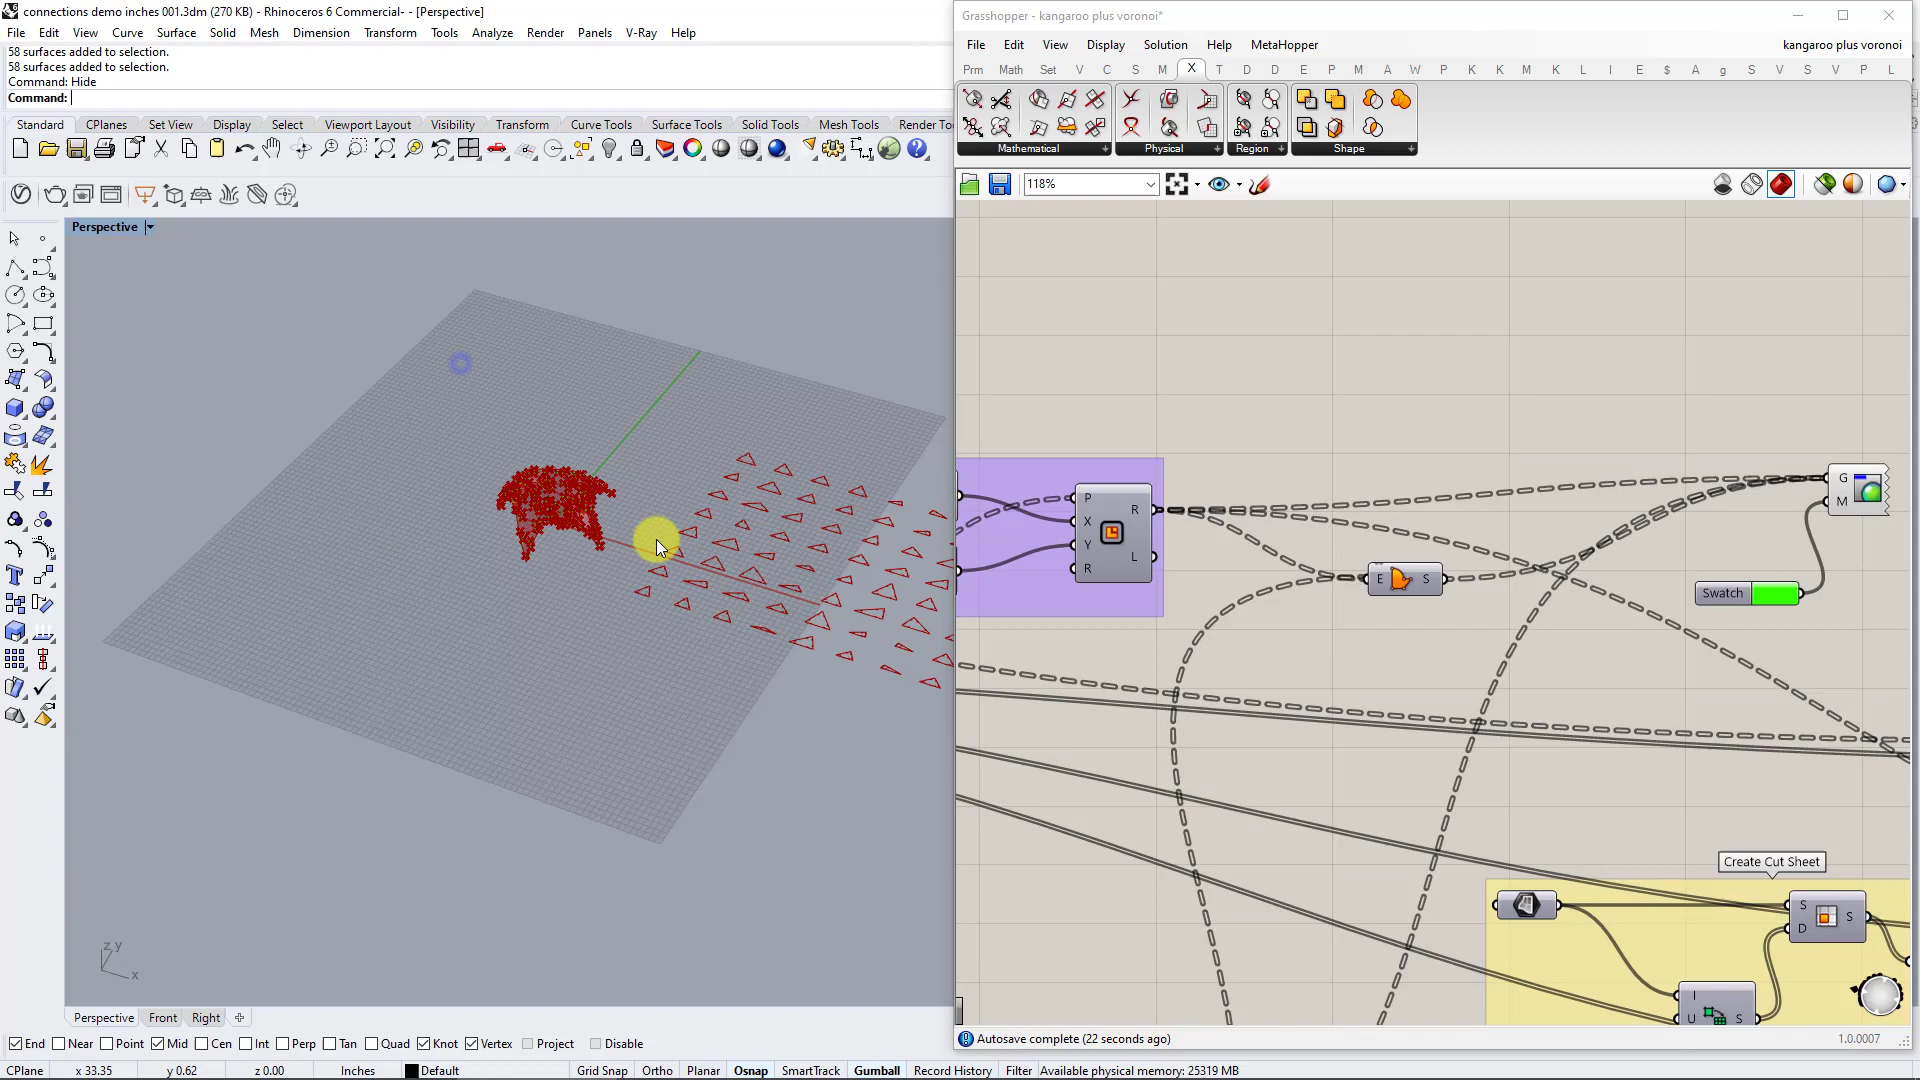 connections demo inches 001.3dm (270 KB) - Rhinoceros 6 Commercial- - [Perspective]
File Edit View Curve Surface Solid Mesh Dimension Transform Tools Analyze Render Panels V-Ray Help
58 surfaces added to selection.
58 surfaces added to selection.
Command: Hide
Command:
Standard CPlanes Set View Display Select Viewport Layout Visibility Transform Curve Tools Surface Tools Solid Tools Mesh Tools Render To
Perspective
z y
x
Perspective Front Right
End Near Point Mid Cen Int Perp Tan Quad Knot Vertex Project Disable
CPlane x 33.35 y 0.62 z 0.00 Inches Default Grid Snap Ortho Planar Osnap SmartTrack Gumball Record History Filter Available physical memory: 25319 MB
Grasshopper - kangaroo plus voronoi*
File Edit View Display Solution Help MetaHopper kangaroo plus voronoi
Prm Math Set V C S M X T D D E P M A W P K K M K L I E $ A g S V S V P L
Mathematical Physical Region Shape
118%
P
X
Y
R
R
L
E S
G
M
Swatch
Create Cut Sheet
S
D
S
I
U S
Autosave complete (22 seconds ago) 1.0.0007